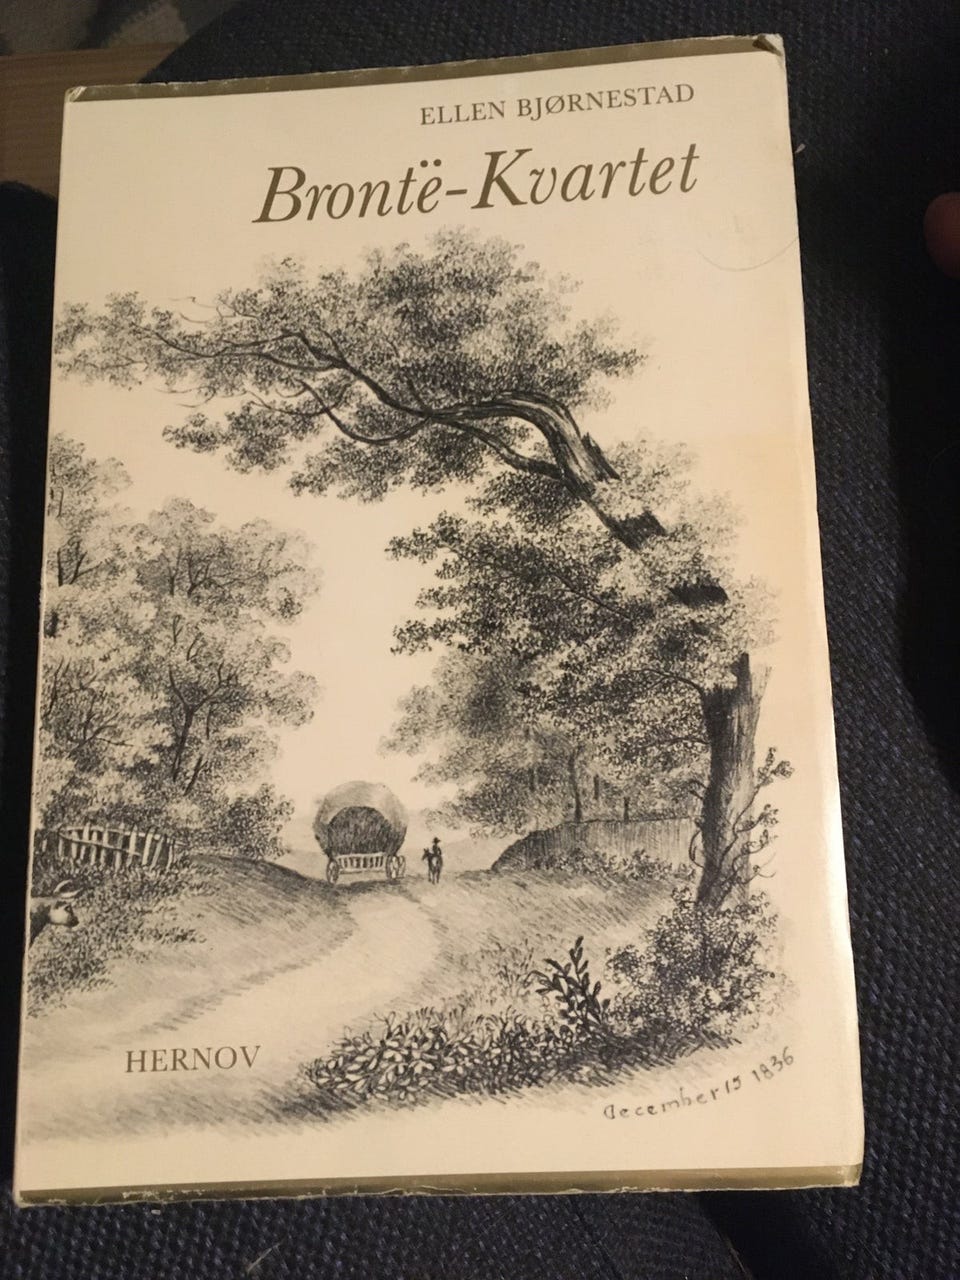 ELLEN BJØRNESTAD
Brontë-Kvartet
HERNOV
december 15 1836